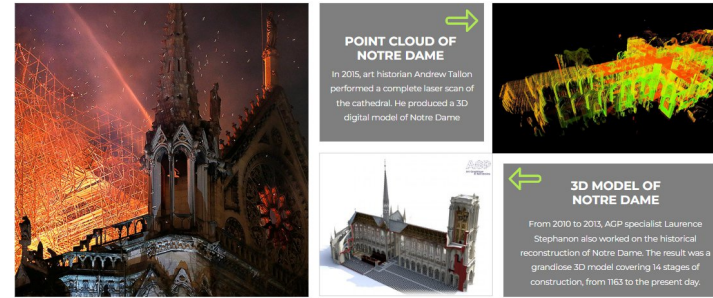 POINT CLOUD OF
NOTRE DAME
In 2015, art historian Andrew Tallon
performed a complete laser scan of
the cathedral. He produced a 3D
digital model of Notre Dame
AGP
3D MODEL OF
NOTRE DAME
From 2010 to 2013, AGP specialist Laurence
Stephanon also worked on the historical
reconstruction of Notre Dame. The result was a
grandiose 3D model covering 14 stages of
construction, from 1163 to the present day.